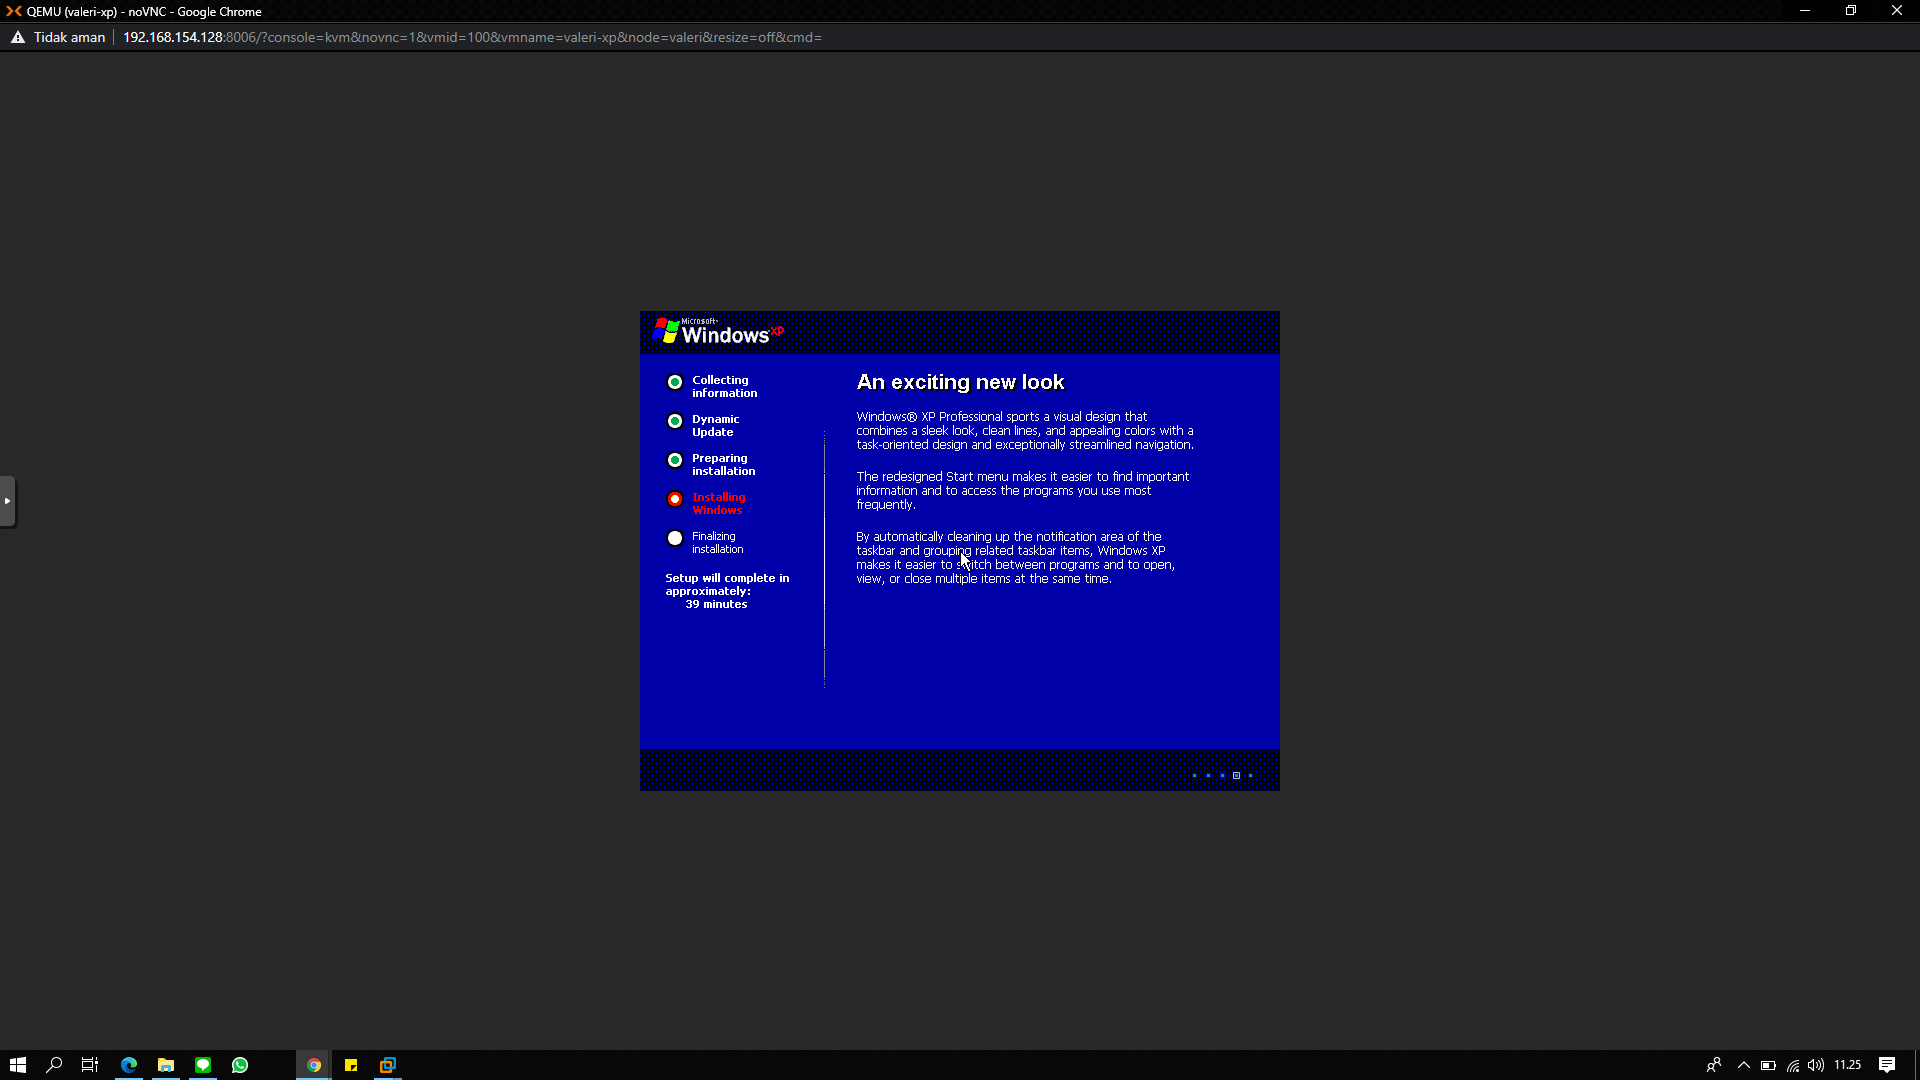 QEMU (valeri-xp) - noVNC - Google Chrome
Tidak aman
192.168.154.128:8006/?console=kvm&novnc=1&vmid=100&vmname=valeri-xp&node=valeri&resize=off&cmd=
Microsoft®
Windows xp
Collecting
information
Dynamic
Update
Preparing
installation
Installing
Windows
Finalizing
installation
Setup will complete in
approximately:
39 minutes
An exciting new look
Windows® XP Professional sports a visual design that
combines a sleek look, clean lines, and appealing colors with a
task-oriented design and exceptionally streamlined navigation.
The redesigned Start menu makes it easier to find important
information and to access the programs you use most
frequently.
By automatically cleaning up the notification area of the
taskbar and grouping related taskbar items, Windows XP
makes it easier to switch between programs and to open,
view, or close multiple items at the same time.
11.25